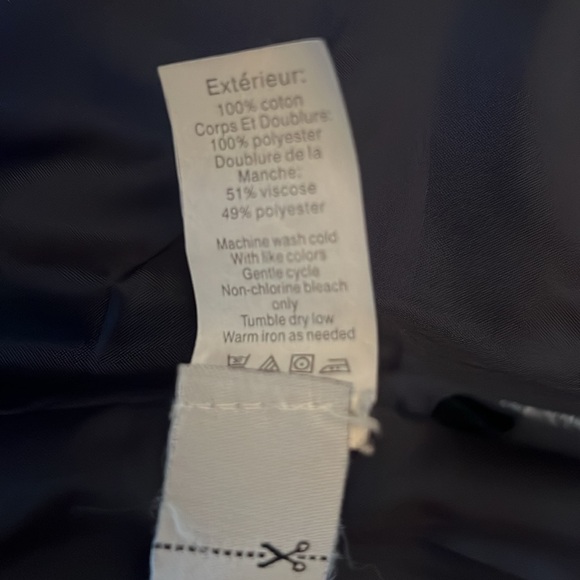 Extérieur:
100% coton
Corps Et Doublure:
100% polyester
Doublure de la
Manche:
51% viscose
49% polyester
Machine wash cold
With like colors
Gentle cycle
Non-chlorine bleach
only
Tumble dry low
Warm iron as needed